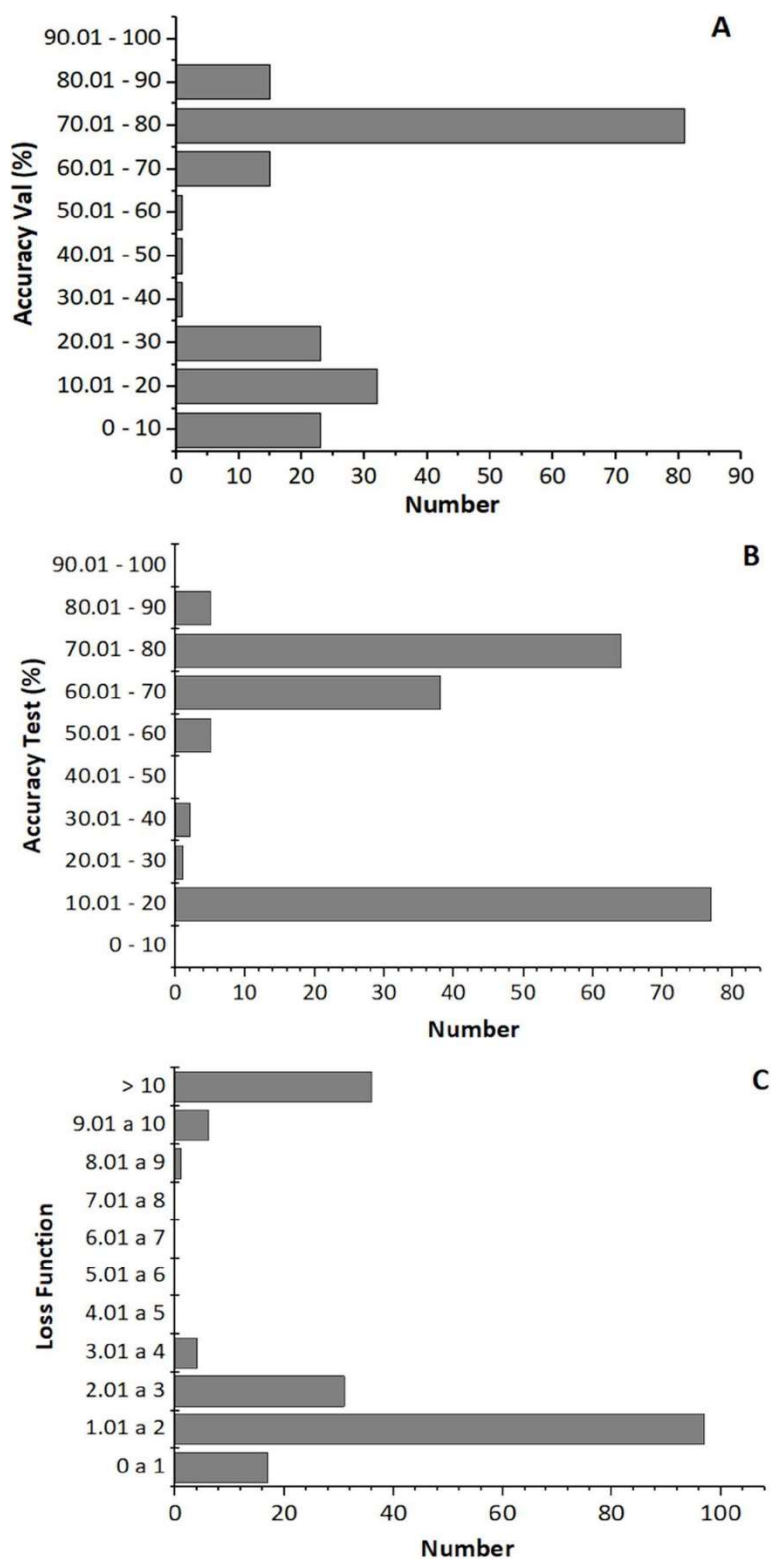 A
Accuracy Val (%)
90.01 - 100
80.01 - 90
70.01 - 80
60.01 - 70
50.01 - 60
40.01 - 50
30.01 - 40
20.01 - 30
10.01 - 20
0 - 10
0 10 20 30 40 50 60 70 80 90
Number
B
Accuracy Test (%)
90.01 - 100
80.01 - 90
70.01 - 80
60.01 - 70
50.01 - 60
40.01 - 50
30.01 - 40
20.01 - 30
10.01 - 20
0 - 10
0 10 20 30 40 50 60 70 80
Number
C
Loss Function
> 10
9.01 a 10
8.01 a 9
7.01 a 8
6.01 a 7
5.01 a 6
4.01 a 5
3.01 a 4
2.01 a 3
1.01 a 2
0 a 1
0 20 40 60 80 100
Number